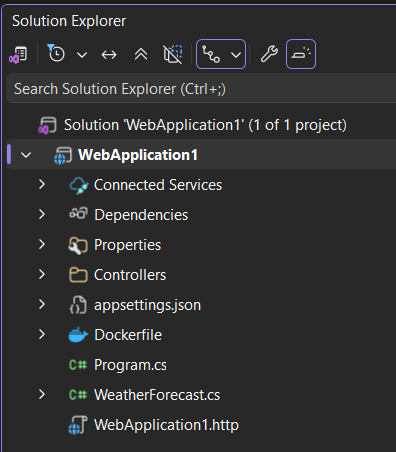 Solution Explorer
Search Solution Explorer (Ctrl+;)
Solution 'WebApplication1' (1 of 1 project)
WebApplication1
Connected Services
Dependencies
Properties
Controllers
appsettings.json
Dockerfile
C# Program.cs
C# WeatherForecast.cs
WebApplication1.http